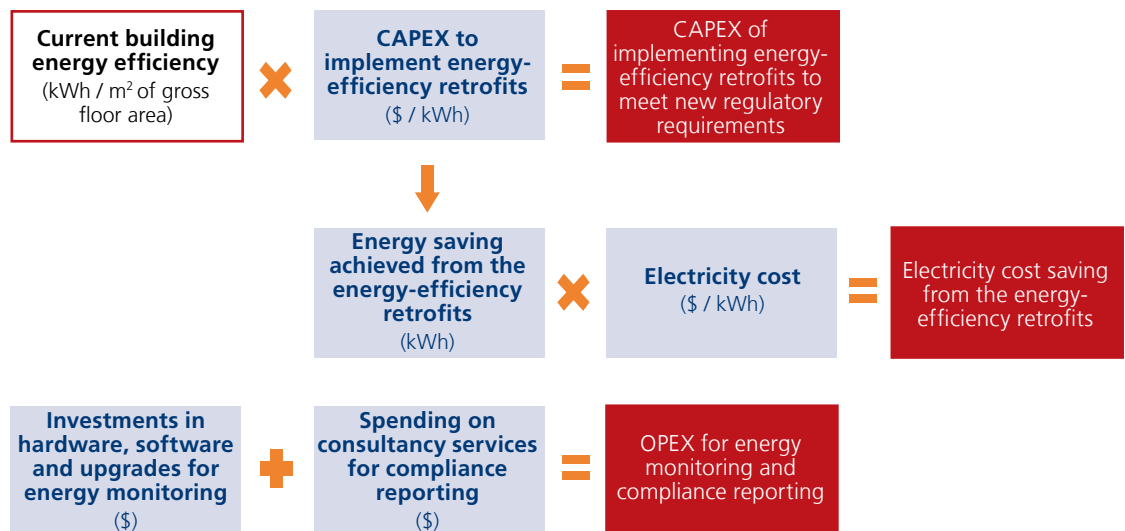 Current building
energy efficiency
(kWh / m² of gross
floor area)
CAPEX to
implement energy-
efficiency retrofits
($ / kWh)
CAPEX of
implementing energy-
efficiency retrofits to
meet new regulatory
requirements
Energy saving
achieved from the
energy-efficiency
retrofits
(kWh)
Electricity cost
($ / kWh)
Electricity cost saving
from the energy-
efficiency retrofits
Investments in
hardware, software
and upgrades for
energy monitoring
($)
Spending on
consultancy services
for compliance
reporting
($)
OPEX for energy
monitoring and
compliance reporting